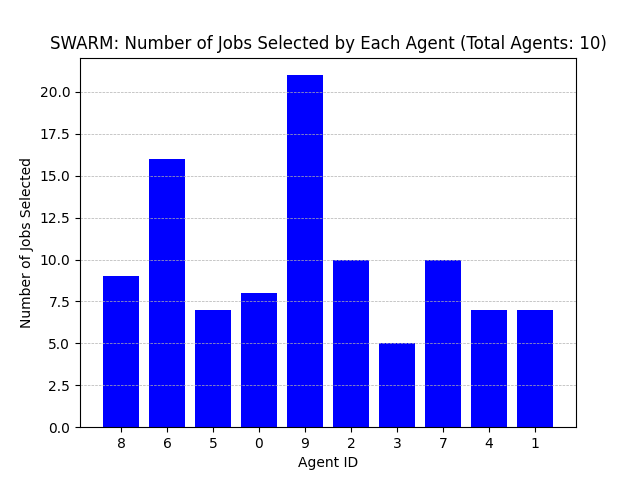 SWARM: Number of Jobs Selected by Each Agent (Total Agents: 10)
20.0
17.5
15.0
12.5
10.0
7.5
5.0
2.5
0.0
Number of Jobs Selected
8 6 5 0 9 2 3 7 4 1
Agent ID